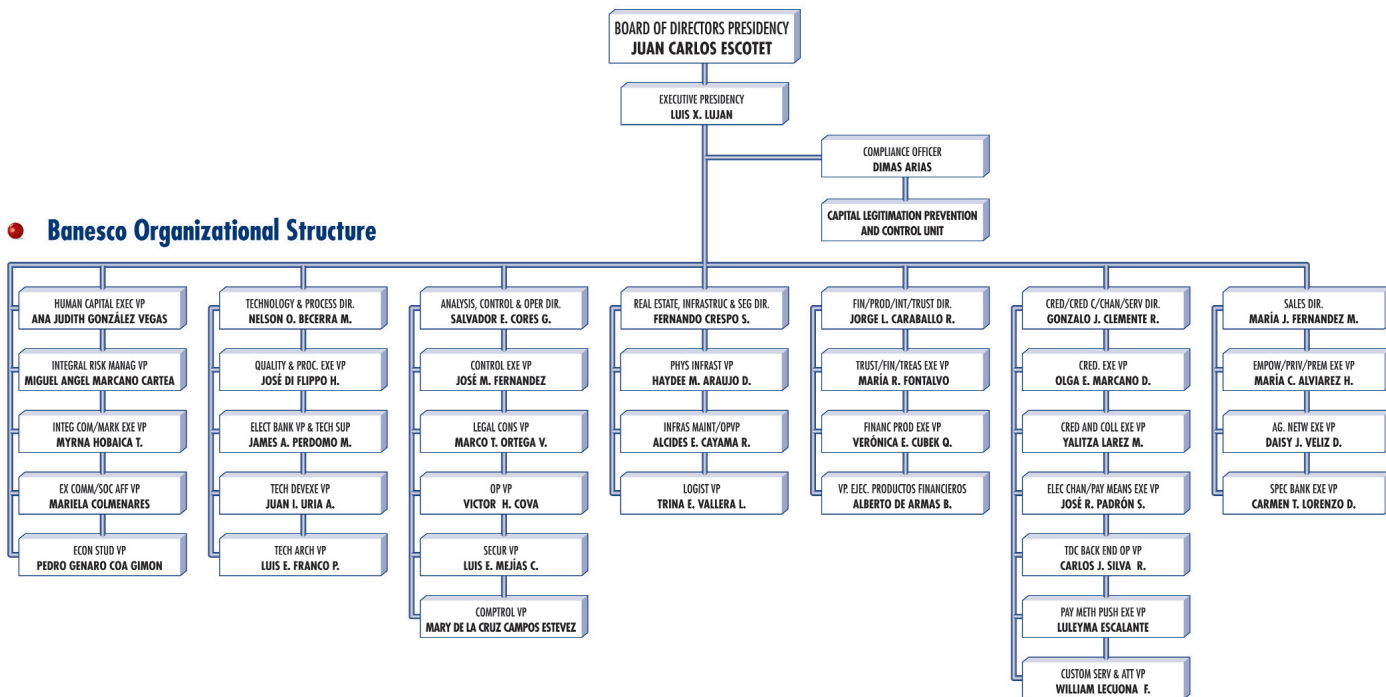 BOARD OF DIRECTORS PRESIDENCY
JUAN CARLOS ESCOTET
EXECUTIVE PRESIDENCY
LUIS X. LUJAN
COMPLIANCE OFFICER
DIMAS ARIAS
CAPITAL LEGITIMATION PREVENTION
AND CONTROL UNIT
Banesco Organizational Structure
HUMAN CAPITAL EXEC VP
ANA JUDITH GONZÁLEZ VEGAS
INTEGRAL RISK MANAG VP
MIGUEL ANGEL MARCANO CARTEA
INTEG COM/MARK EXE VP
MYRNA HOBAICA T.
EX COMM/SOC AFF VP
MARIELA COLMENARES
ECON STUD VP
PEDRO GENARO COA GIMON
TECHNOLOGY & PROCESS DIR.
NELSON O. BECERRA M.
QUALITY & PROC. EXE VP
JOSÉ DI FILIPPO H.
ELECT BANK VP & TECH SUP
JAMES A. PERDOMO M.
TECH DEVEXE VP
JUAN I. URIA A.
TECH ARCH VP
LUIS E. FRANCO P.
ANALYSIS, CONTROL & OPER DIR.
SALVADOR E. CORES G.
CONTROL EXE VP
JOSÉ M. FERNANDEZ
LEGAL CONS VP
MARCO T. ORTEGA V.
OP VP
VICTOR H. COVA
SECUR VP
LUIS E. MEJÍAS C.
COMPTROL VP
MARY DE LA CRUZ CAMPOS ESTEVEZ
REAL ESTATE, INFRASTRUC & SEG DIR.
FERNANDO CRESPO S.
PHYS INFRAST VP
HAYDEE M. ARAUJO D.
INFRAS MAINT/OPVP
ALCIDES E. CAYAMA R.
LOGIST VP
TRINA E. VALLERA L.
FIN/PROD/INT/TRUST DIR.
JORGE L. CARABALLO R.
TRUST/FIN/TREAS EXE VP
MARÍA R. FONTALVO
FINANC PROD EXE VP
VERÓNICA E. CUBEK Q.
VP. EJEC. PRODUCTOS FINANCIEROS
ALBERTO DE ARMAS B.
CRED/CRED C/CHAN/SERV DIR.
GONZALO J. CLEMENTE R.
CRED. EXE VP
OLGA E. MARCANO D.
CRED AND COLL EXE VP
YALITZA LAREZ M.
ELEC CHAN/PAY MEANS EXE VP
JOSÉ R. PADRÓN S.
TDC BACK END OP VP
CARLOS J. SILVA R.
PAY METH PUSH EXE VP
LULEYMA ESCALANTE
CUSTOM SERV & ATT VP
WILLIAM LECUONA F.
SALES DIR.
MARÍA J. FERNANDEZ M.
EMPOW/PRIV/PREM EXE VP
MARÍA C. ALVIAREZ H.
AG. NETW EXE VP
DAISY J. VELIZ D.
SPEC BANK EXE VP
CARMEN T. LORENZO D.